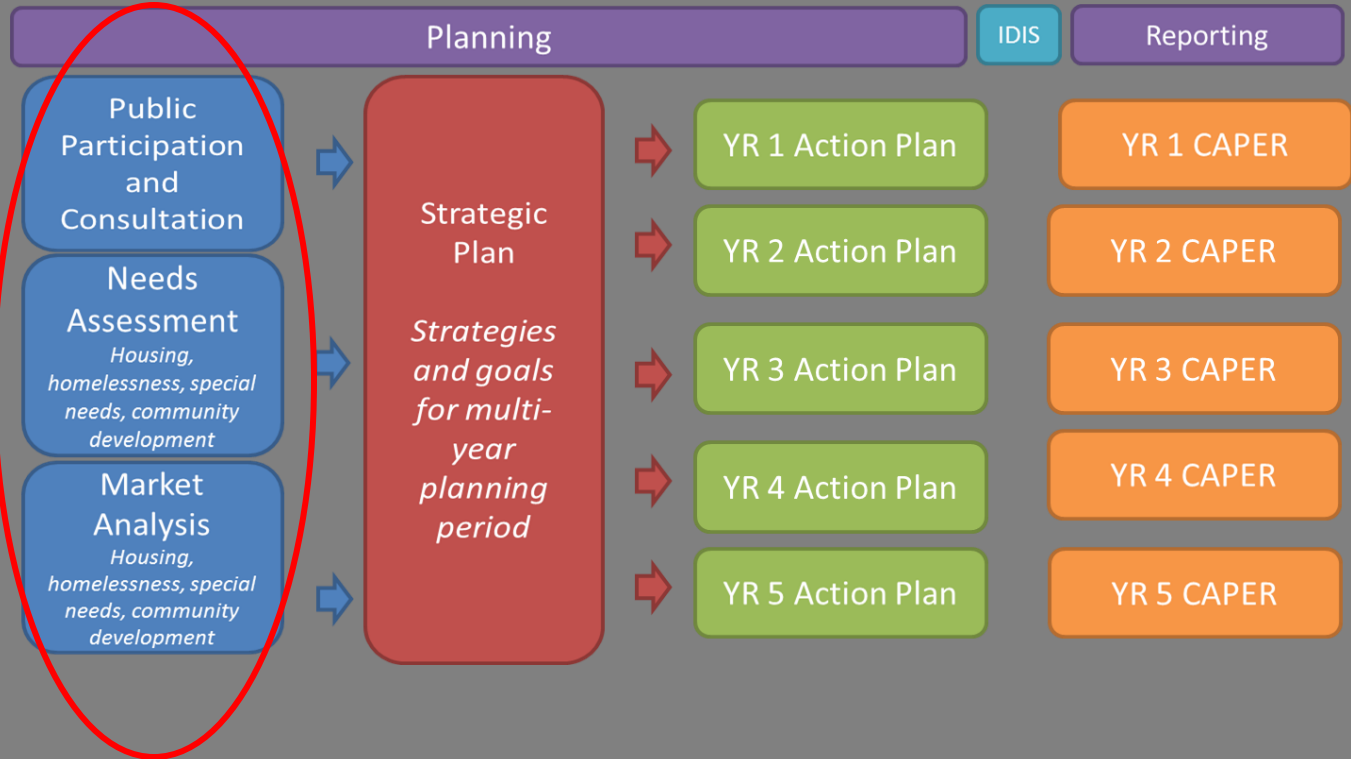 Planning
IDIS
Reporting
Public
Participation
and
Consultation
Needs
Assessment
Housing,
homelessness, special
needs, community
development
Market
Analysis
Housing,
homelessness, special
needs, community
development
Strategic
Plan
Strategies
and goals
for multi-
year
planning
period
YR 1 Action Plan
YR 2 Action Plan
YR 3 Action Plan
YR 4 Action Plan
YR 5 Action Plan
YR 1 CAPER
YR 2 CAPER
YR 3 CAPER
YR 4 CAPER
YR 5 CAPER